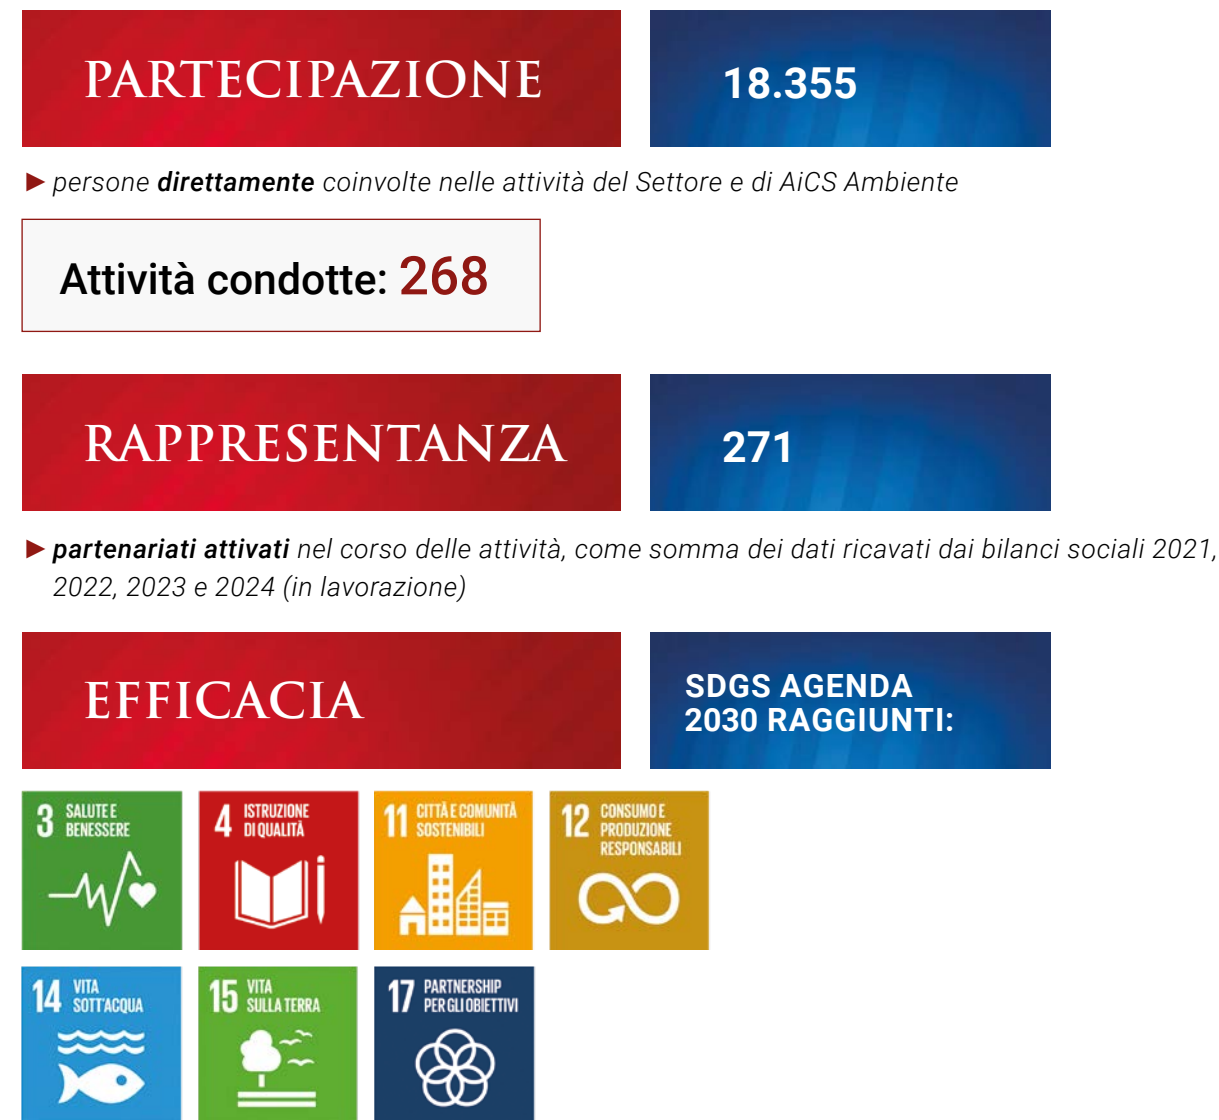 PARTECIPAZIONE
18.355
► persone direttamente coinvolte nelle attività del Settore e di AiCS Ambiente
Attività condotte: 268
RAPPRESENTANZA
271
► partenariati attivati nel corso delle attività, come somma dei dati ricavati dai bilanci sociali 2021,
2022, 2023 e 2024 (in lavorazione)
EFFICACIA
SDGS AGENDA
2030 RAGGIUNTI:
3 SALUTE E
BENESSERE
4 ISTRUZIONE
DI QUALITÀ
11 CITTÀ E COMUNITÀ
SOSTENIBILI
12 CONSUMO E
PRODUZIONE
RESPONSABILI
14 VITA
SOTT'ACQUA
15 VITA
SULLA TERRA
17 PARTNERSHIP
PER GLI OBIETTIVI